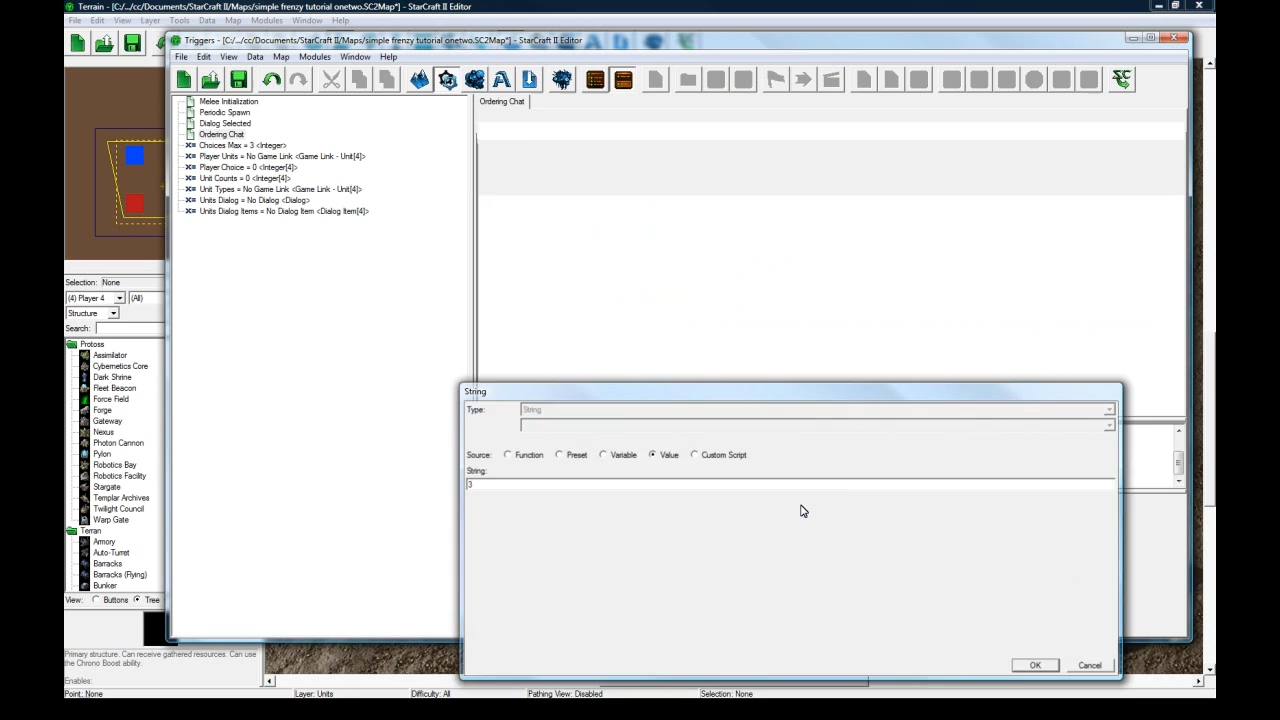 Terrain - [C:/../cc/Documents/StarCraft II/Maps/simple frenzy tutorial onetwo.SC2Map*] - StarCraft II Editor
File Edit View Layer Tools Data Map Modules Window Help
Triggers - [C:/../cc/Documents/StarCraft II/Maps/simple frenzy tutorial onetwo.SC2Map*] - StarCraft II Editor
File Edit View Data Map Modules Window Help
Melee Initialization
Periodic Spawn
Dialog Selected
Ordering Chat
Choices Max = 3 <Integer>
Player Units = No Game Link <Game Link - Unit[4]>
Player Choice = 0 <Integer[4]>
Unit Counts = 0 <Integer[4]>
Unit Types = No Game Link <Game Link - Unit[4]>
Units Dialog = No Dialog <Dialog>
Units Dialog Items = No Dialog Item <Dialog Item[4]>
Ordering Chat
Selection: None
(4) Player 4 (All)
Structure
Search:
Protoss
Assimilator
Cybernetics Core
Dark Shrine
Fleet Beacon
Force Field
Forge
Gateway
Nexus
Photon Cannon
Pylon
Robotics Bay
Robotics Facility
Stargate
Templar Archives
Twilight Council
Warp Gate
Terran
Armory
Auto-Turret
Barracks
Barracks (Flying)
Bunker
View: Buttons Tree
Primary structure. Can receive gathered resources. Can use
the Chrono Boost ability.
Enables:
String
Type: String
Source: Function Preset Variable Value Custom Script
String:
3
OK Cancel
Point: None Layer: Units Difficulty: All Pathing View: Disabled Selection: None